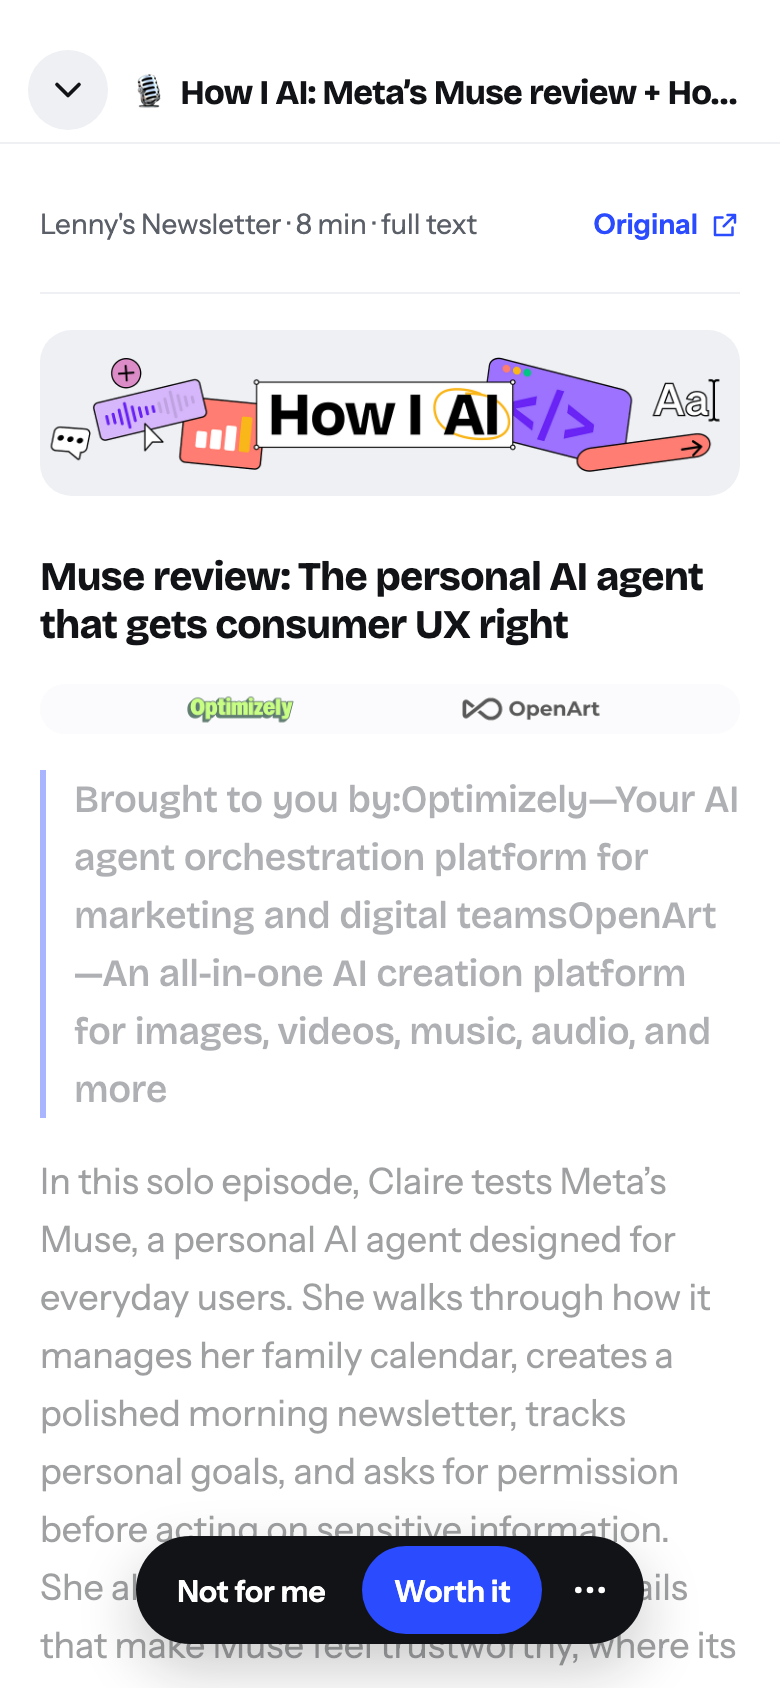 How I AI: Meta’s Muse review + Ho...
Lenny's Newsletter · 8 min · full text
Original
How I AI
</>
Aa
Muse review: The personal AI agent
that gets consumer UX right
Optimizely
OpenArt
Brought to you by:Optimizely—Your AI
agent orchestration platform for
marketing and digital teamsOpenArt
—An all-in-one AI creation platform
for images, videos, music, audio, and
more
In this solo episode, Claire tests Meta’s
Muse, a personal AI agent designed for
everyday users. She walks through how it
manages her family calendar, creates a
polished morning newsletter, tracks
personal goals, and asks for permission
before acting on sensitive information.
She
that make Muse feel trustworthy, where its
Not for me
Worth it